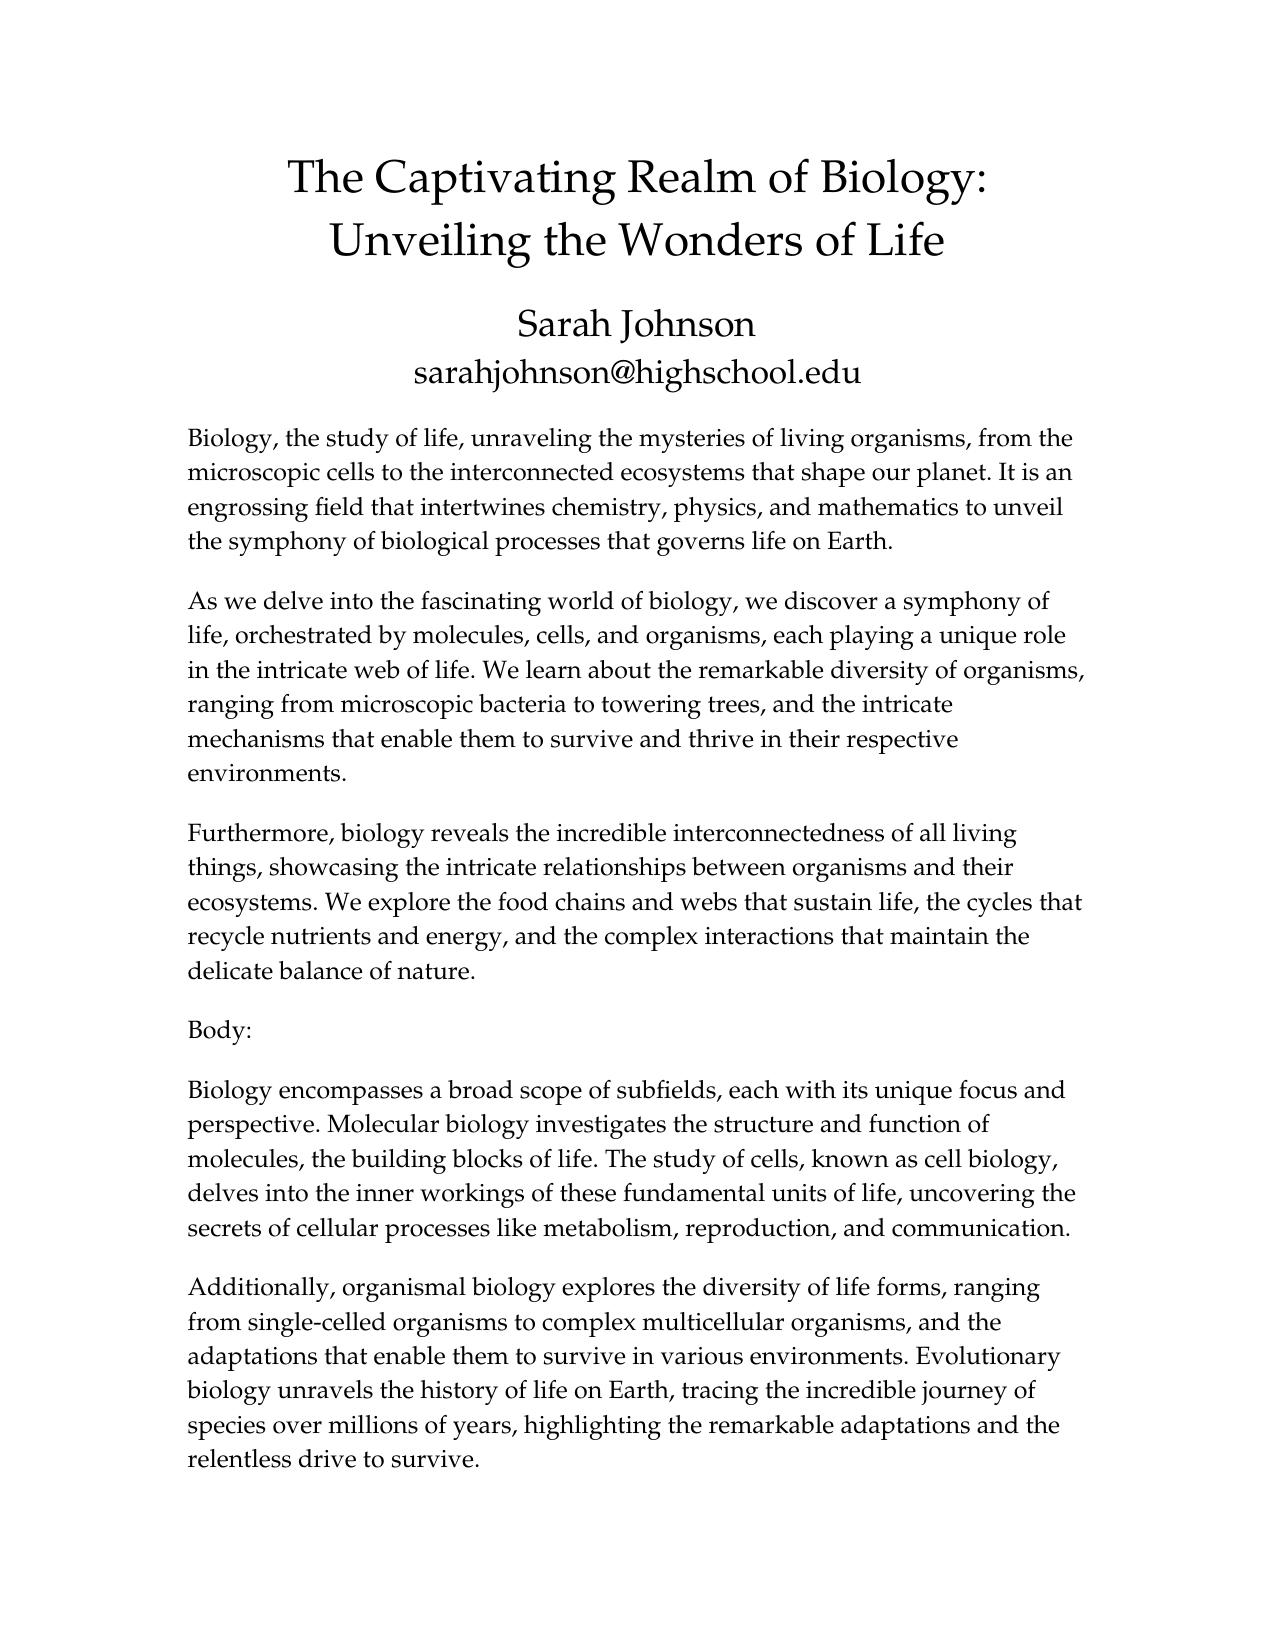 The Captivating Realm of Biology:
Unveiling the Wonders of Life
Sarah Johnson
sarahjohnson@highschool.edu
Biology, the study of life, unraveling the mysteries of living organisms, from the
microscopic cells to the interconnected ecosystems that shape our planet. It is an
engrossing field that intertwines chemistry, physics, and mathematics to unveil
the symphony of biological processes that governs life on Earth.
As we delve into the fascinating world of biology, we discover a symphony of
life, orchestrated by molecules, cells, and organisms, each playing a unique role
in the intricate web of life. We learn about the remarkable diversity of organisms,
ranging from microscopic bacteria to towering trees, and the intricate
mechanisms that enable them to survive and thrive in their respective
environments.
Furthermore, biology reveals the incredible interconnectedness of all living
things, showcasing the intricate relationships between organisms and their
ecosystems. We explore the food chains and webs that sustain life, the cycles that
recycle nutrients and energy, and the complex interactions that maintain the
delicate balance of nature.
Body:
Biology encompasses a broad scope of subfields, each with its unique focus and
perspective. Molecular biology investigates the structure and function of
molecules, the building blocks of life. The study of cells, known as cell biology,
delves into the inner workings of these fundamental units of life, uncovering the
secrets of cellular processes like metabolism, reproduction, and communication.
Additionally, organismal biology explores the diversity of life forms, ranging
from single-celled organisms to complex multicellular organisms, and the
adaptations that enable them to survive in various environments. Evolutionary
biology unravels the history of life on Earth, tracing the incredible journey of
species over millions of years, highlighting the remarkable adaptations and the
relentless drive to survive.